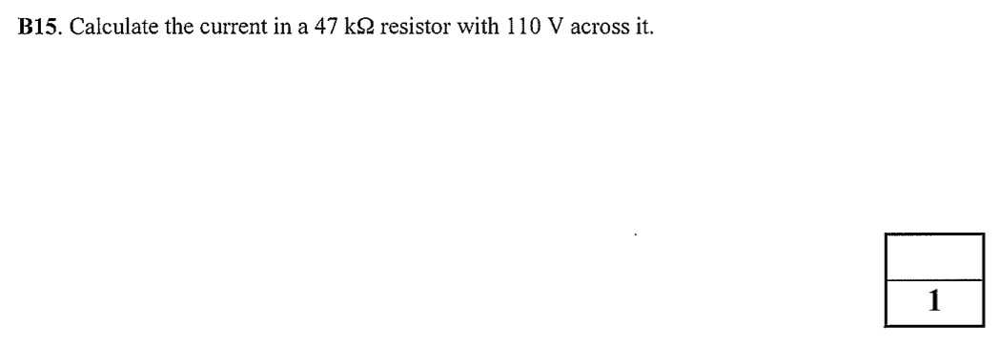 B15. Calculate the current in a 47 kΩ resistor with 110 V across it.
1